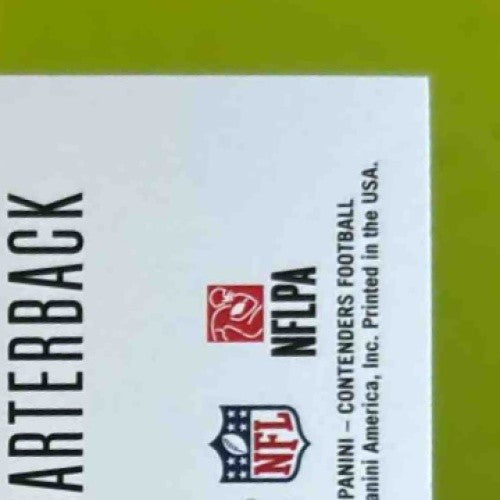 ARTERBACK
NFL
NFLPA
PANINI – CONTENDERS FOOTBALL
nini America, Inc. Printed in the USA.